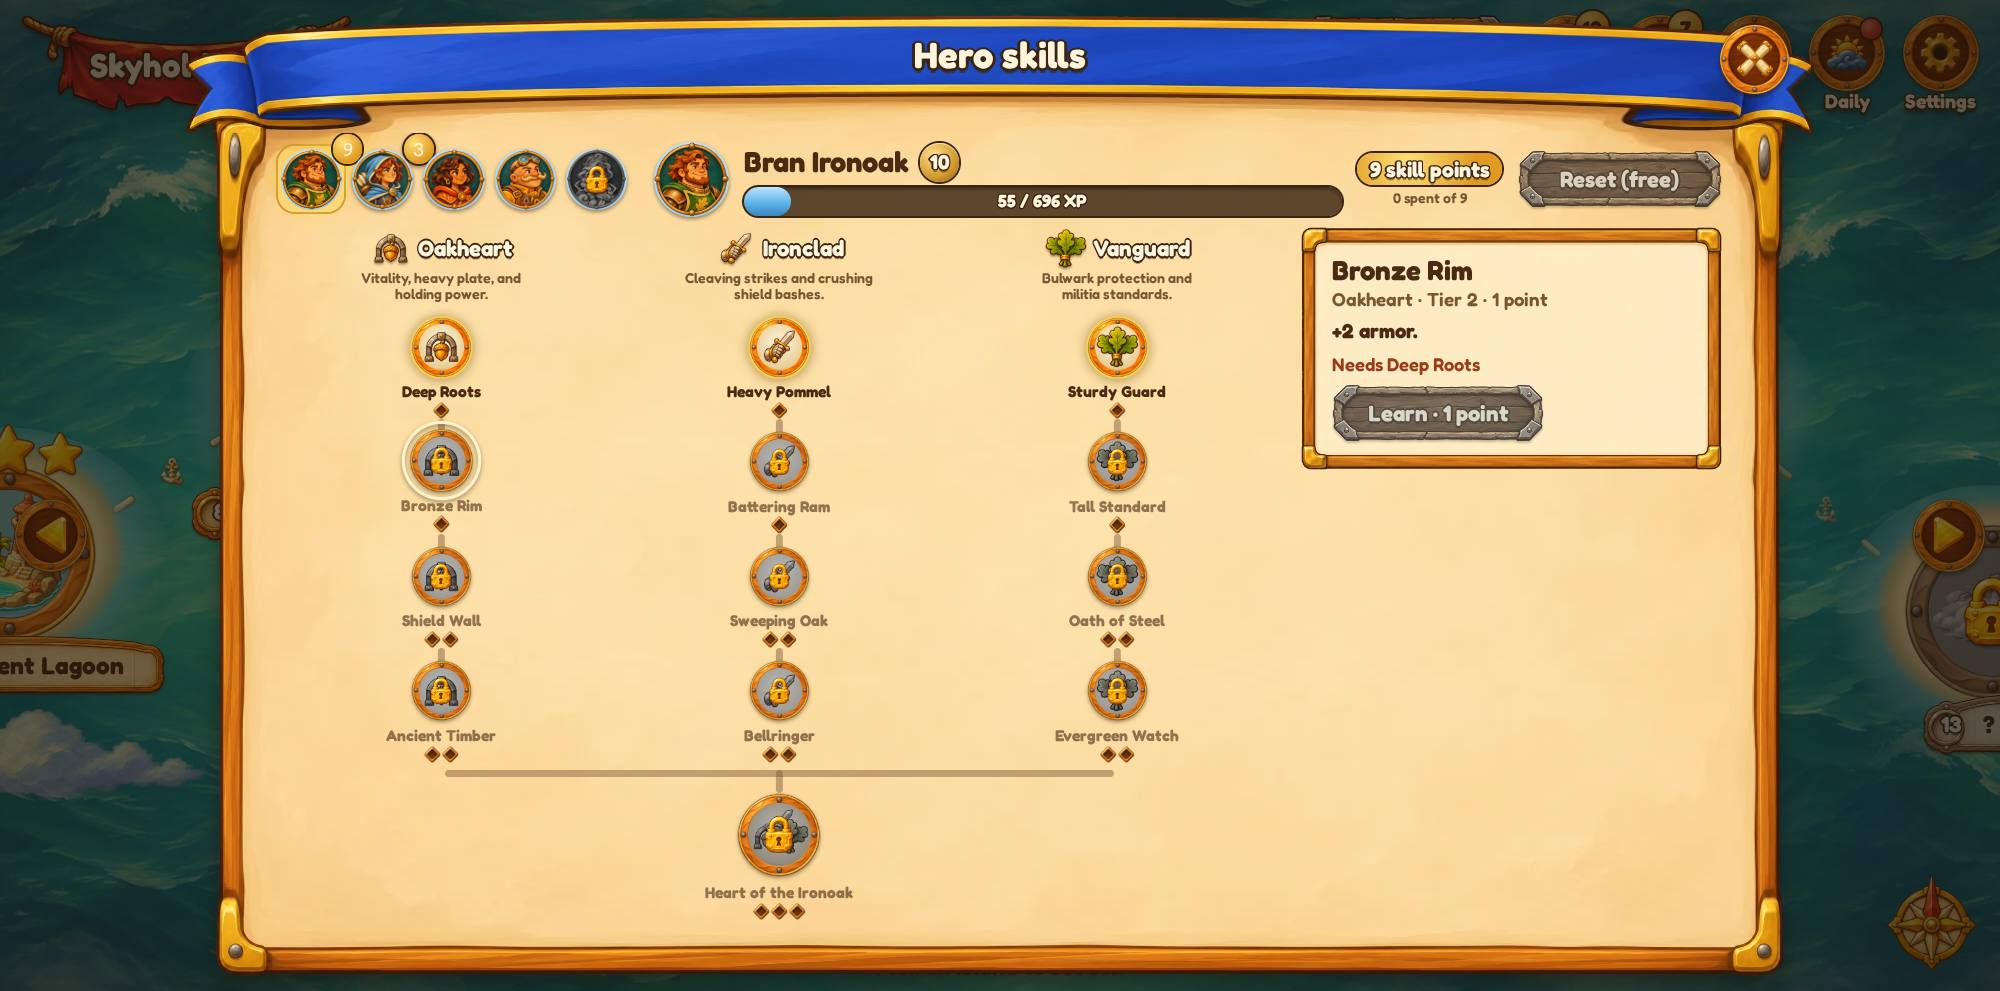 Hero skills
Daily
Settings
9
3
Bran Ironoak
10
55 / 696 XP
9 skill points
0 spent of 9
Reset (free)
Oakheart
Vitality, heavy plate, and
holding power.
Ironclad
Cleaving strikes and crushing
shield bashes.
Vanguard
Bulwark protection and
militia standards.
Bronze Rim
Oakheart · Tier 2 · 1 point
+2 armor.
Needs Deep Roots
Learn · 1 point
Deep Roots
Heavy Pommel
Sturdy Guard
Bronze Rim
Battering Ram
Tall Standard
Shield Wall
Sweeping Oak
Oath of Steel
Ancient Timber
Bellringer
Evergreen Watch
Heart of the Ironoak
Lagoon
13 ?